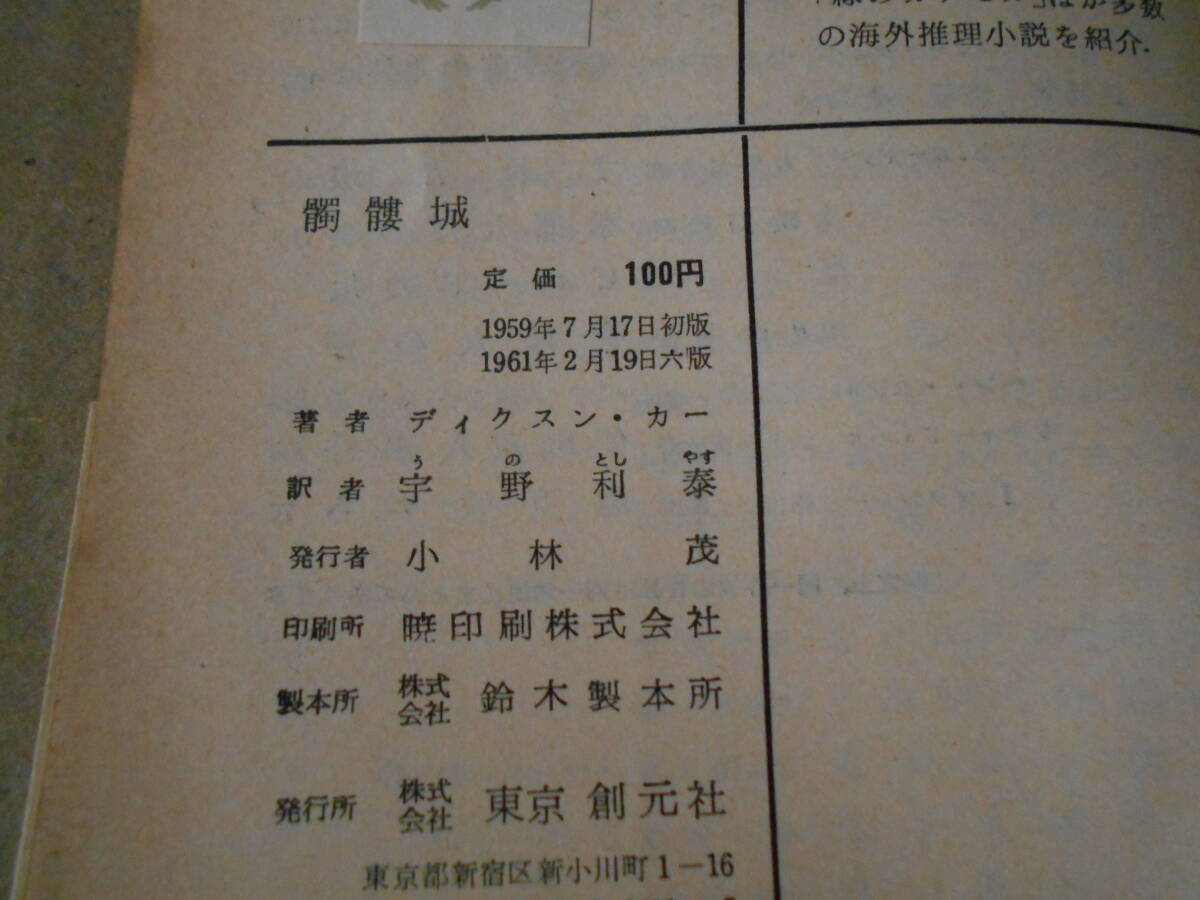 ほか多数
の海外推理小説を紹介.
髑髏城
定価 100円
1959年7月17日初版
1961年2月19日六版
著者 ディクスン・カー
うのとしやす
訳者 宇野利泰
発行者 小林茂
印刷所 暁印刷株式会社
製本所 株式会社 鈴木製本所
発行所 株式会社 東京創元社
東京都新宿区新小川町1－16